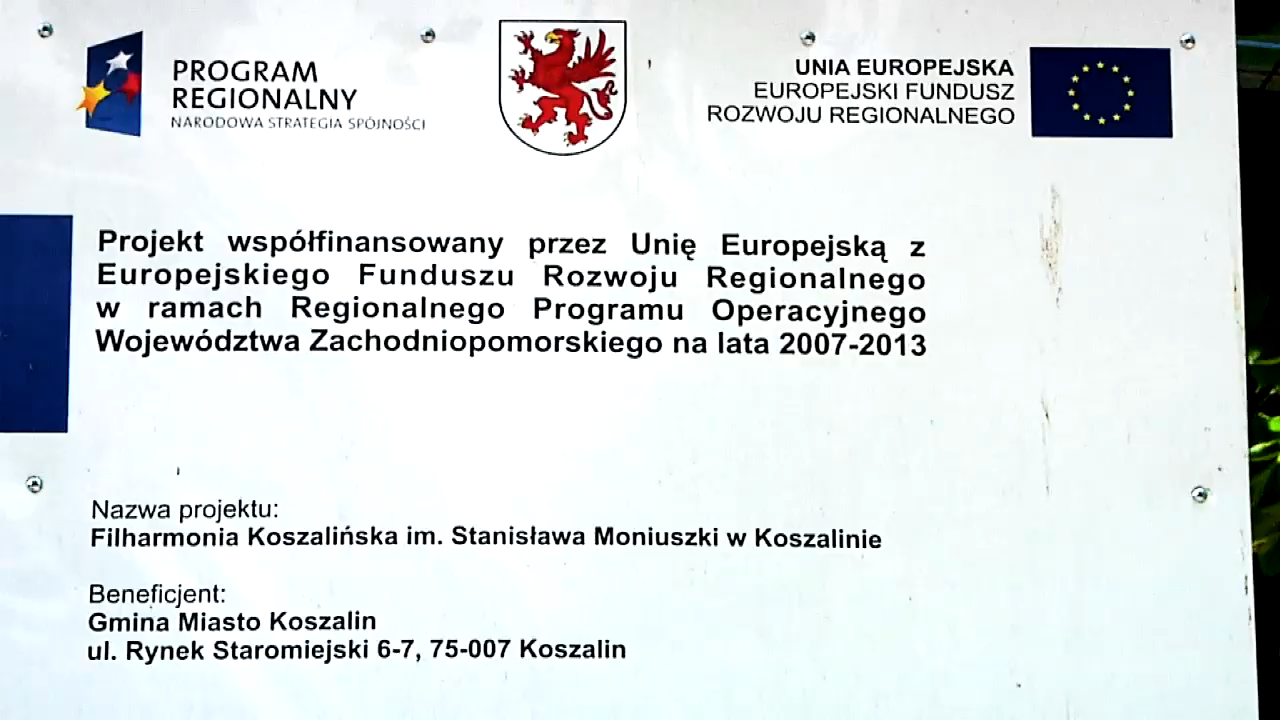 PROGRAM
REGIONALNY
NARODOWA STRATEGIA SPÓJNOŚCI
UNIA EUROPEJSKA
EUROPEJSKI FUNDUSZ
ROZWOJU REGIONALNEGO
Projekt współfinansowany przez Unię Europejską z
Europejskiego Funduszu Rozwoju Regionalnego
w ramach Regionalnego Programu Operacyjnego
Województwa Zachodniopomorskiego na lata 2007-2013
Nazwa projektu:
Filharmonia Koszalińska im. Stanisława Moniuszki w Koszalinie
Beneficjent:
Gmina Miasto Koszalin
ul. Rynek Staromiejski 6-7, 75-007 Koszalin